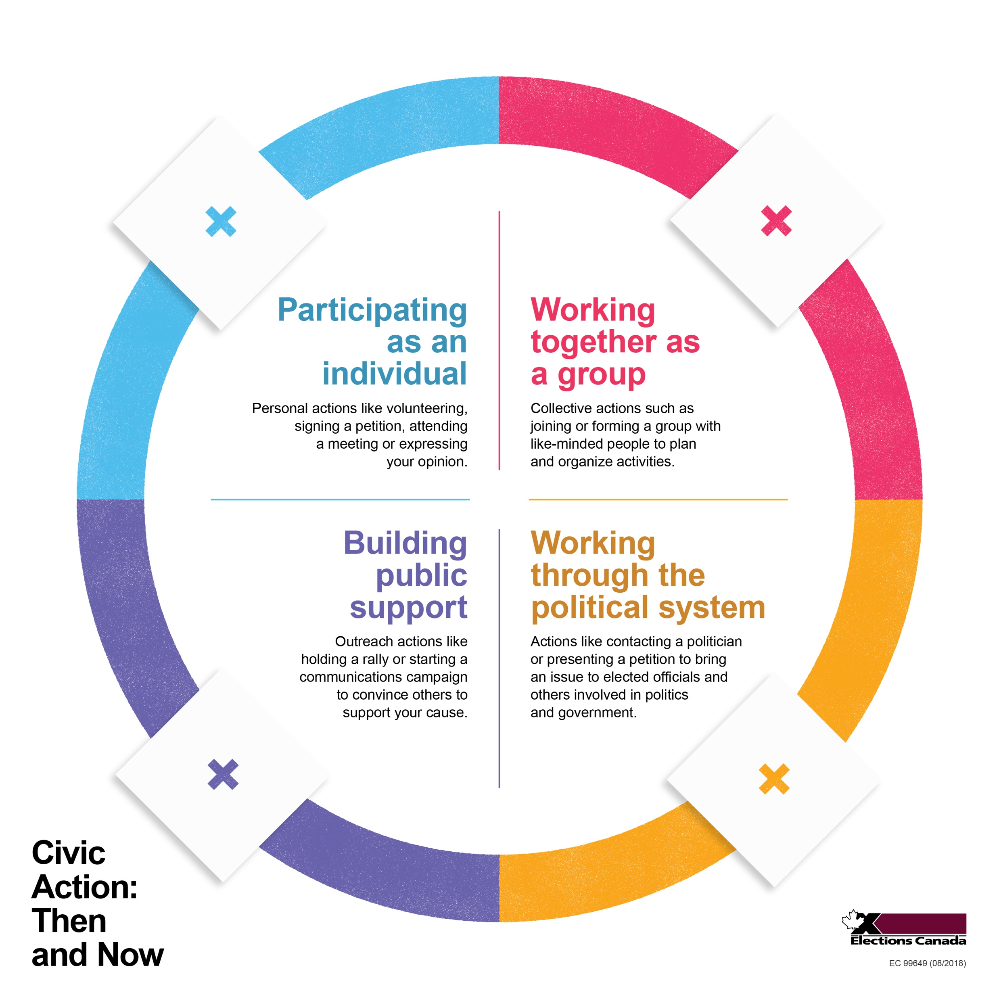 Participating
as an
individual
Personal actions like volunteering,
signing a petition, attending
a meeting or expressing
your opinion.
Working
together as
a group
Collective actions such as
joining or forming a group with
like-minded people to plan
and organize activities.
Building
public
support
Outreach actions like
holding a rally or starting a
communications campaign
to convince others to
support your cause.
Working
through the
political system
Actions like contacting a politician
or presenting a petition to bring
an issue to elected officials and
others involved in politics
and government.
Civic
Action:
Then
and Now
Elections Canada
EC 99649 (08/2018)